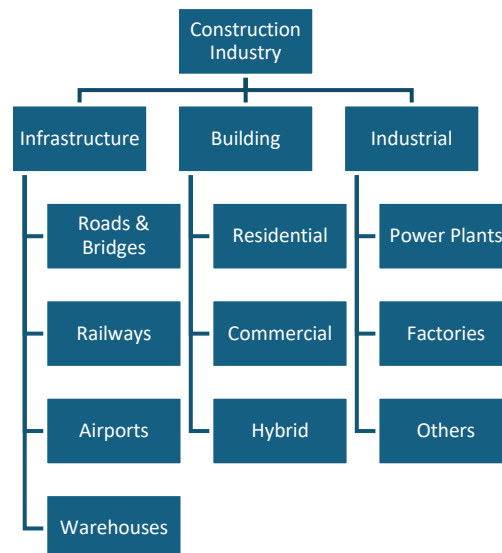 Construction
Industry
Infrastructure
Building
Industrial
Roads &
Bridges
Railways
Airports
Warehouses
Residential
Commercial
Hybrid
Power Plants
Factories
Others